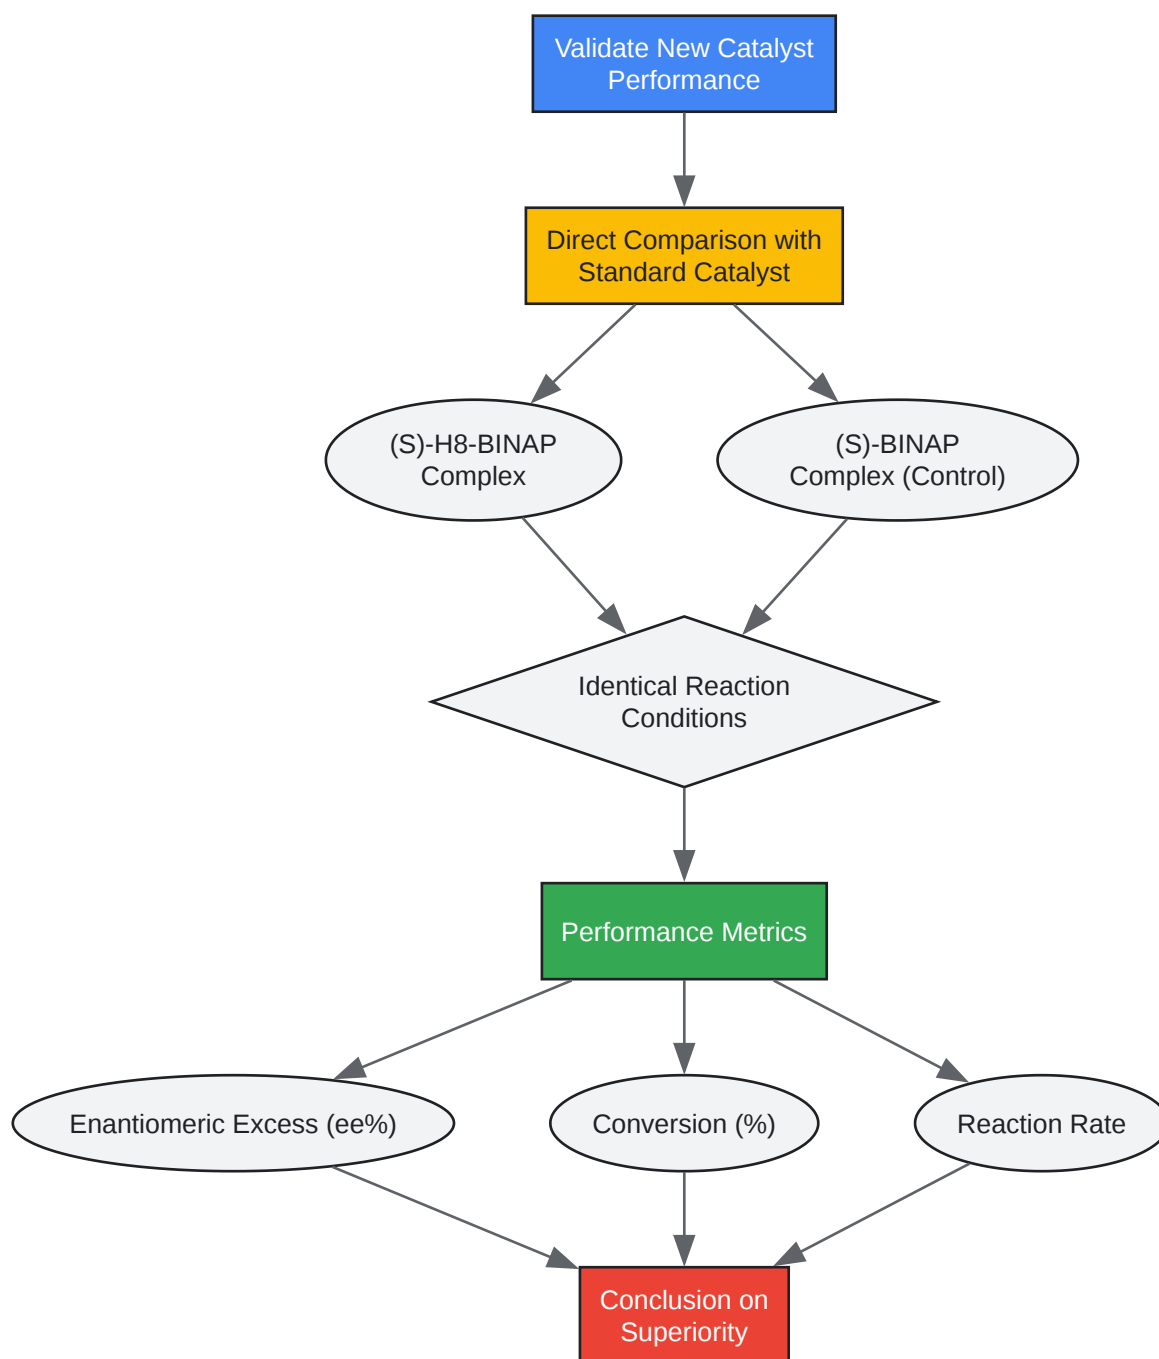 Validate New Catalyst
Performance
Direct Comparison with
Standard Catalyst
(S)-H8-BINAP
Complex
(S)-BINAP
Complex (Control)
Identical Reaction
Conditions
Performance Metrics
Enantiomeric Excess (ee%)
Conversion (%)
Reaction Rate
Conclusion on
Superiority